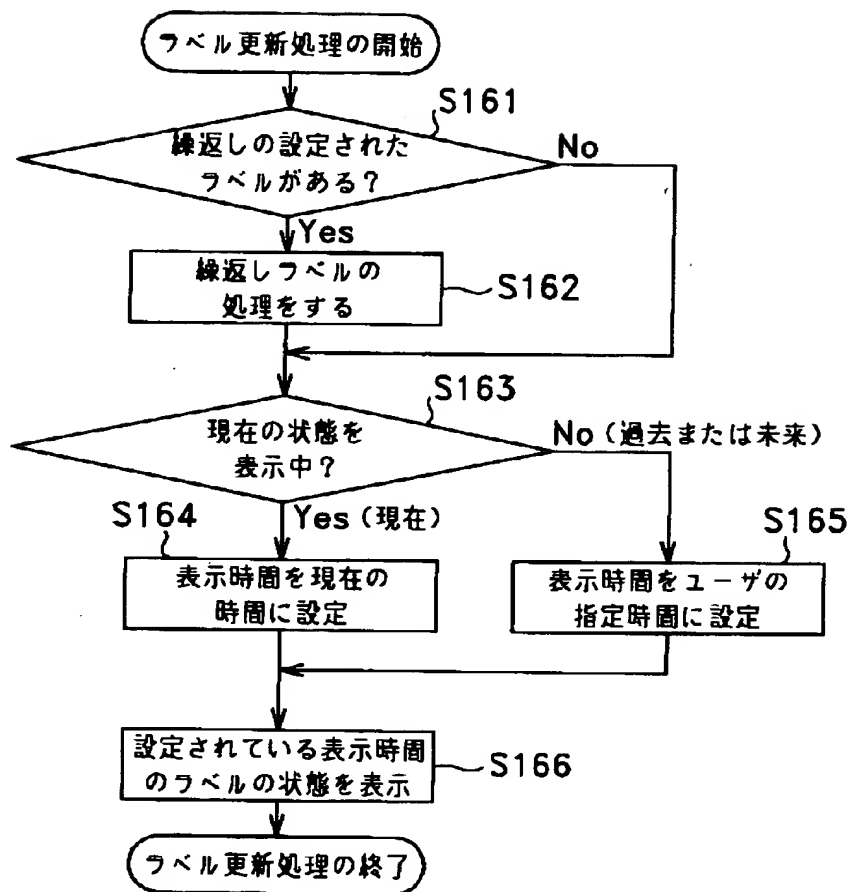 ラベル更新処理の開始
S161
繰返しの設定された
ラベルがある?
No
Yes
繰返しラベルの
処理をする
S162
S163
現在の状態を
表示中?
No(過去または未来)
Yes(現在)
S164
表示時間を現在の
時間に設定
S165
表示時間をユーザの
指定時間に設定
設定されている表示時間
のラベルの状態を表示
S166
ラベル更新処理の終了